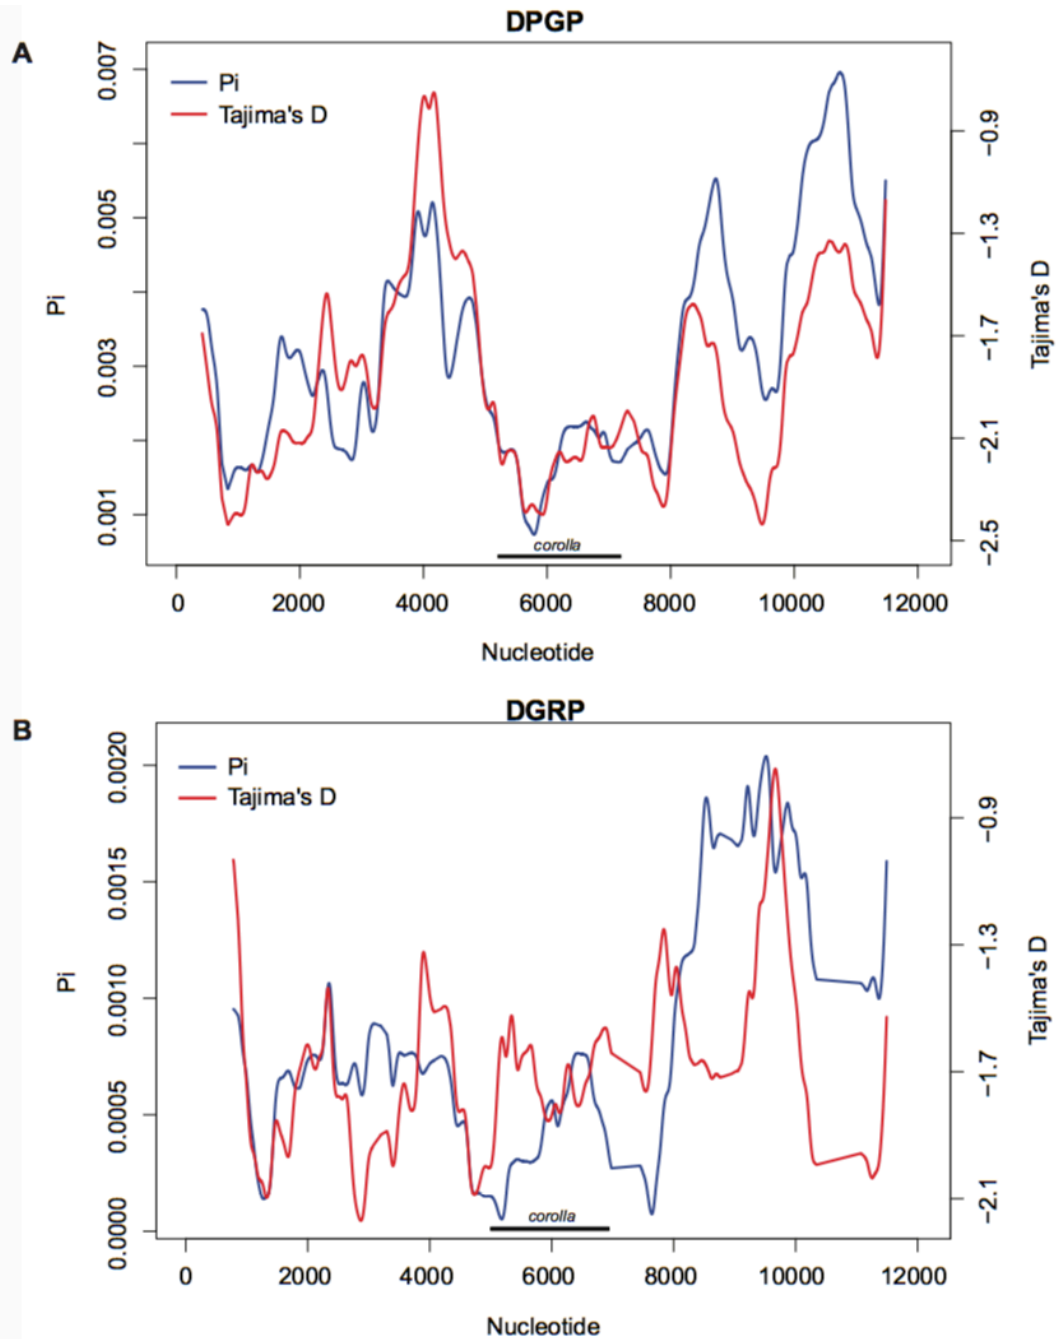 DPGP
A
Pi
Tajima's D
0.007
0.005
0.003
0.001
Pi
−0.9
−1.3
−1.7
−2.1
−2.5
Tajima's D
corolla
0 2000 4000 6000 8000 10000 12000
Nucleotide
DGRP
B
Pi
Tajima's D
0.0020
0.0015
0.0010
0.0005
0.0000
Pi
−0.9
−1.3
−1.7
−2.1
Tajima's D
corolla
0 2000 4000 6000 8000 10000 12000
Nucleotide